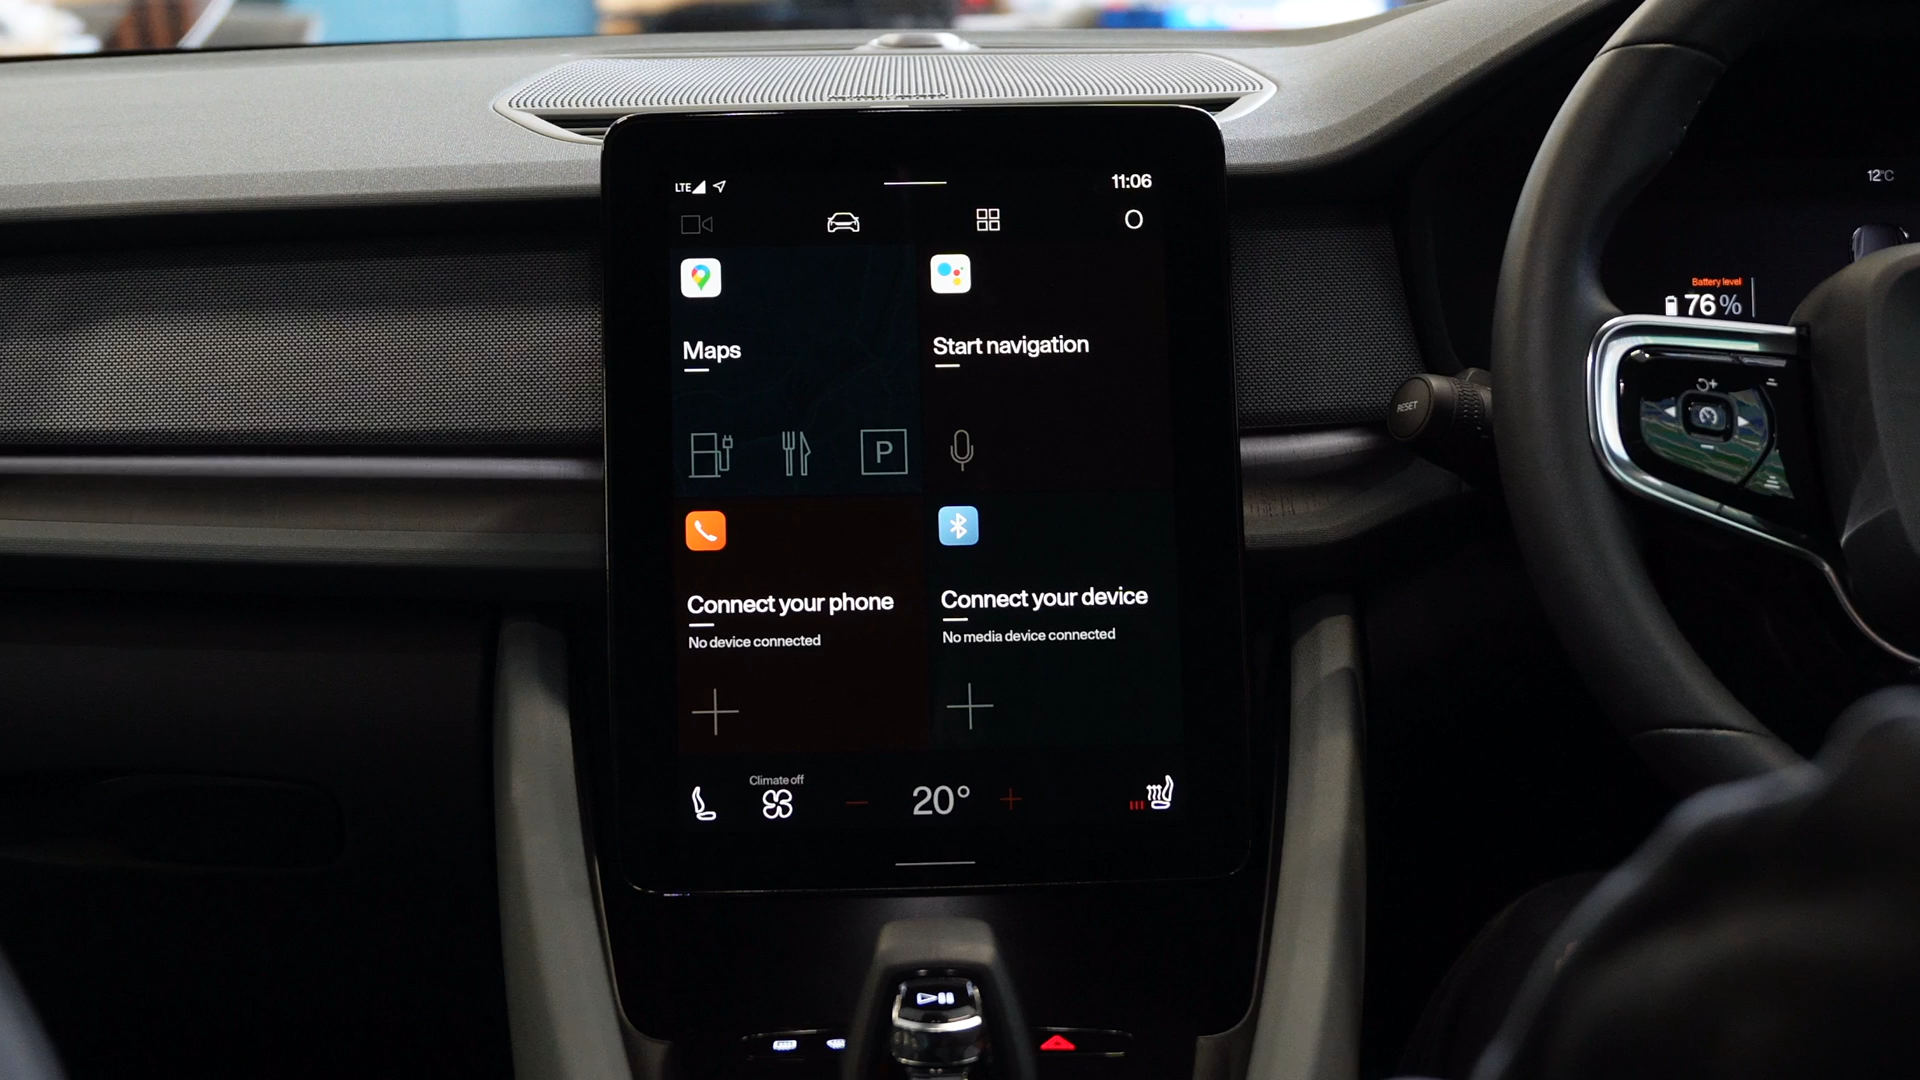 LTE
11:06
12°C
Maps
Start navigation
P
Battery level
76%
RESET
Connect your phone
No device connected
Connect your device
No media device connected
Climate off
20°